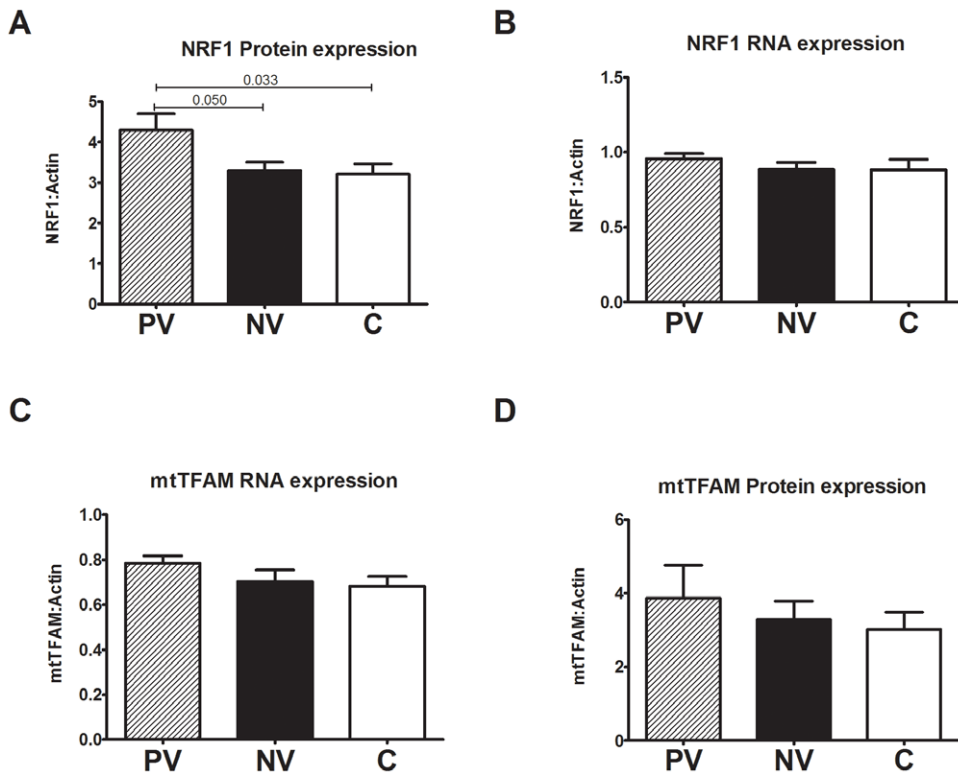 A
NRF1 Protein expression
0.033
0.050
5
4
3
2
1
0
NRF1:Actin
PV NV C
B
NRF1 RNA expression
1.5
1.0
0.5
0.0
NRF1:Actin
PV NV C
C
mtTFAM RNA expression
1.0
0.8
0.6
0.4
0.2
0.0
mtTFAM:Actin
PV NV C
D
mtTFAM Protein expression
6
4
2
0
mtTFAM:Actin
PV NV C